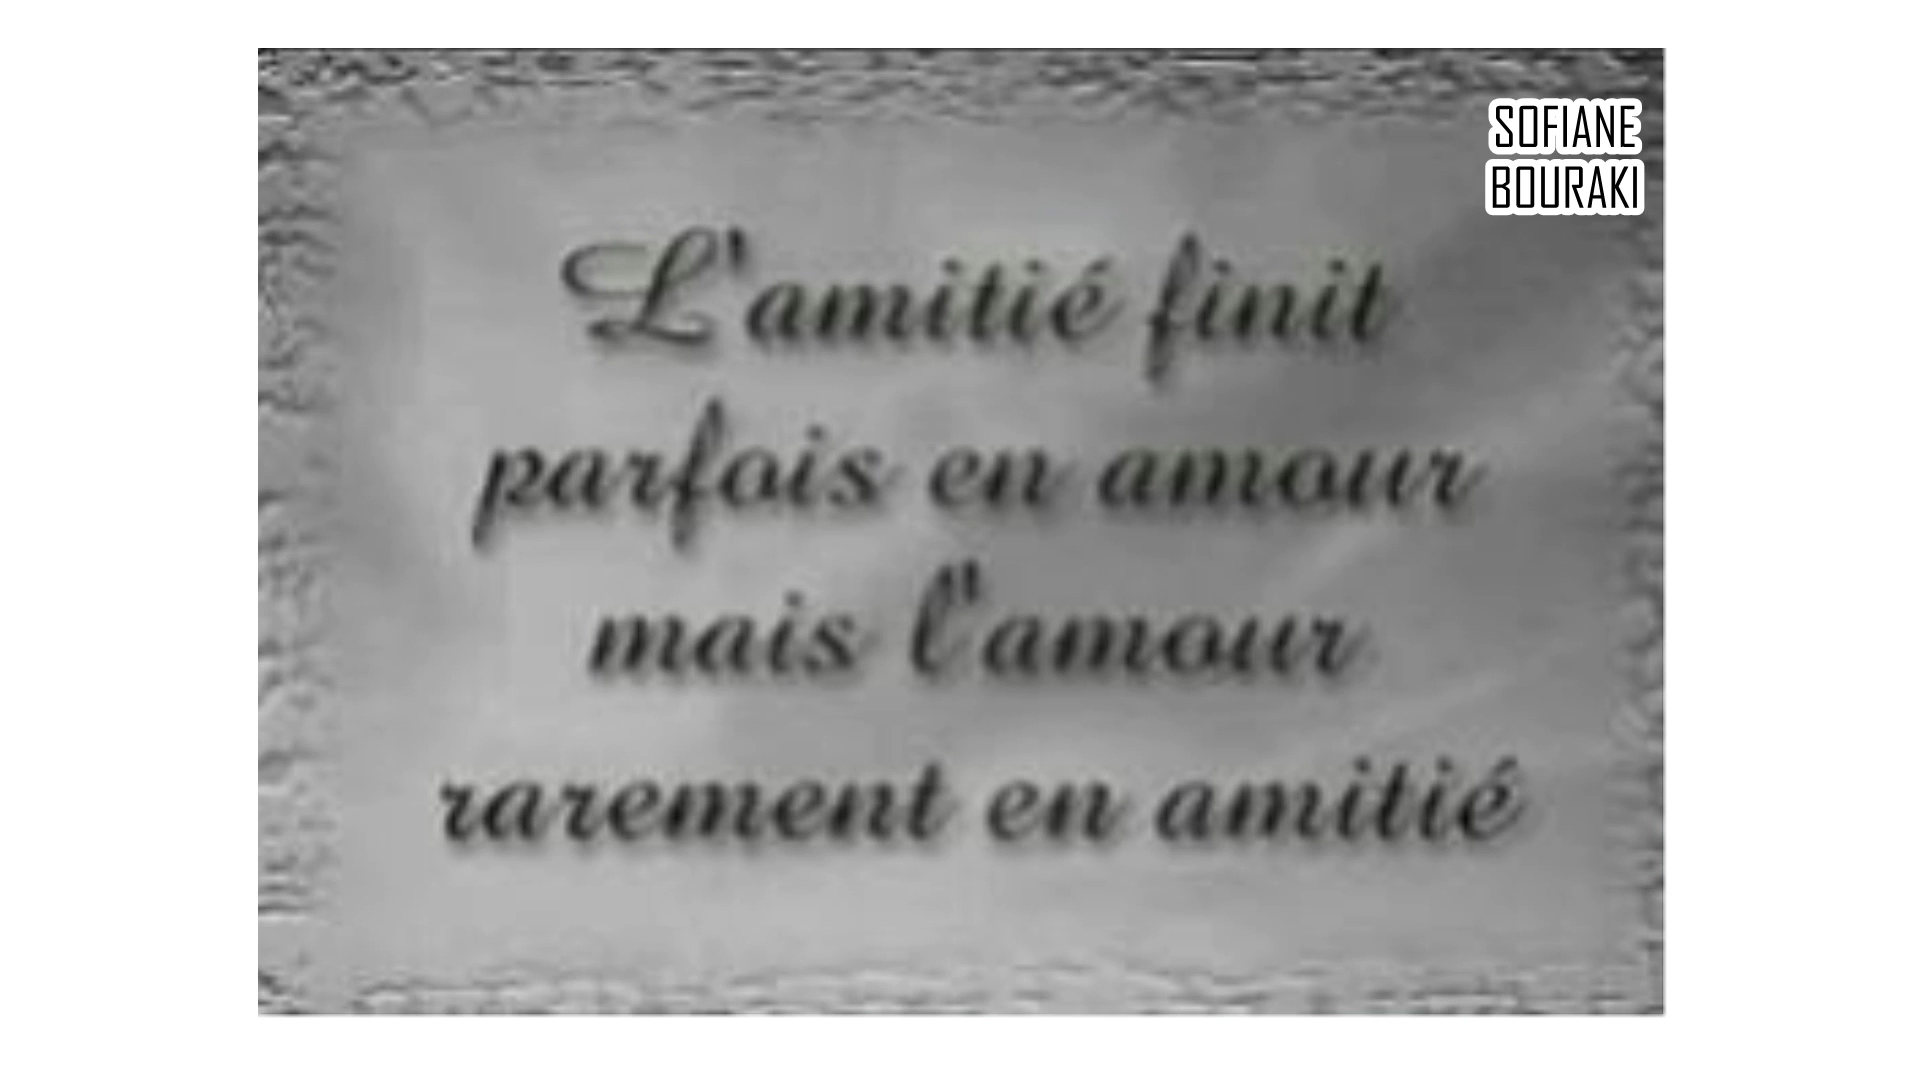 SOFIANE
BOURAKI
L'amitié finit
parfois en amour
mais l'amour
rarement en amitié